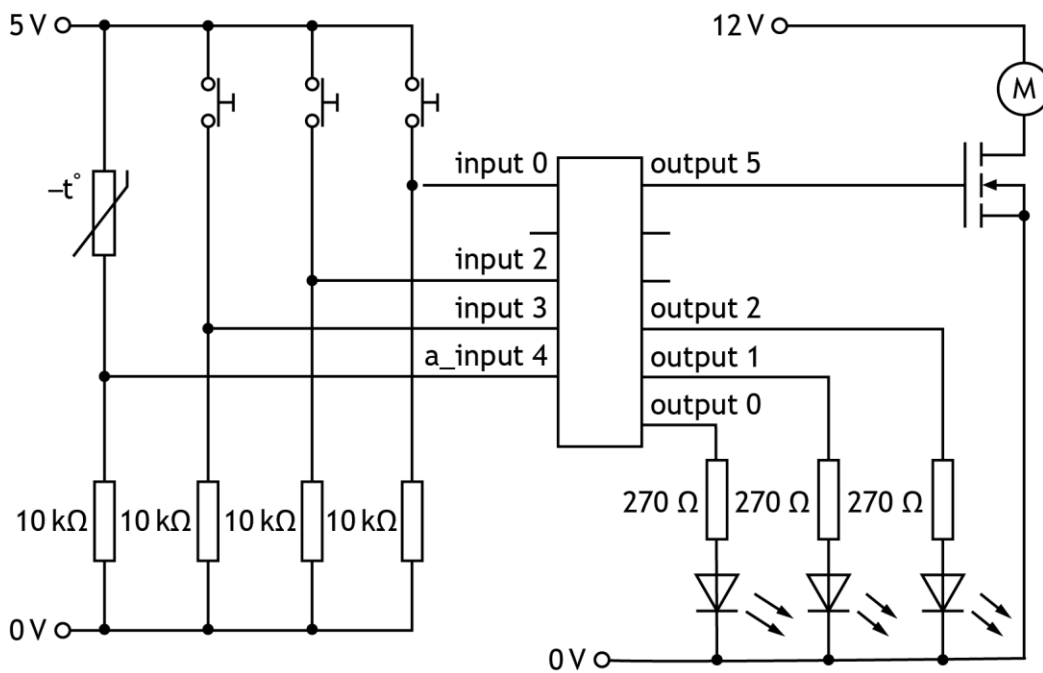 5 V
12 V
M
input 0
output 5
–t°
input 2
input 3
output 2
a_input 4
output 1
output 0
10 kΩ
10 kΩ
10 kΩ
10 kΩ
270 Ω
270 Ω
270 Ω
0 V
0 V